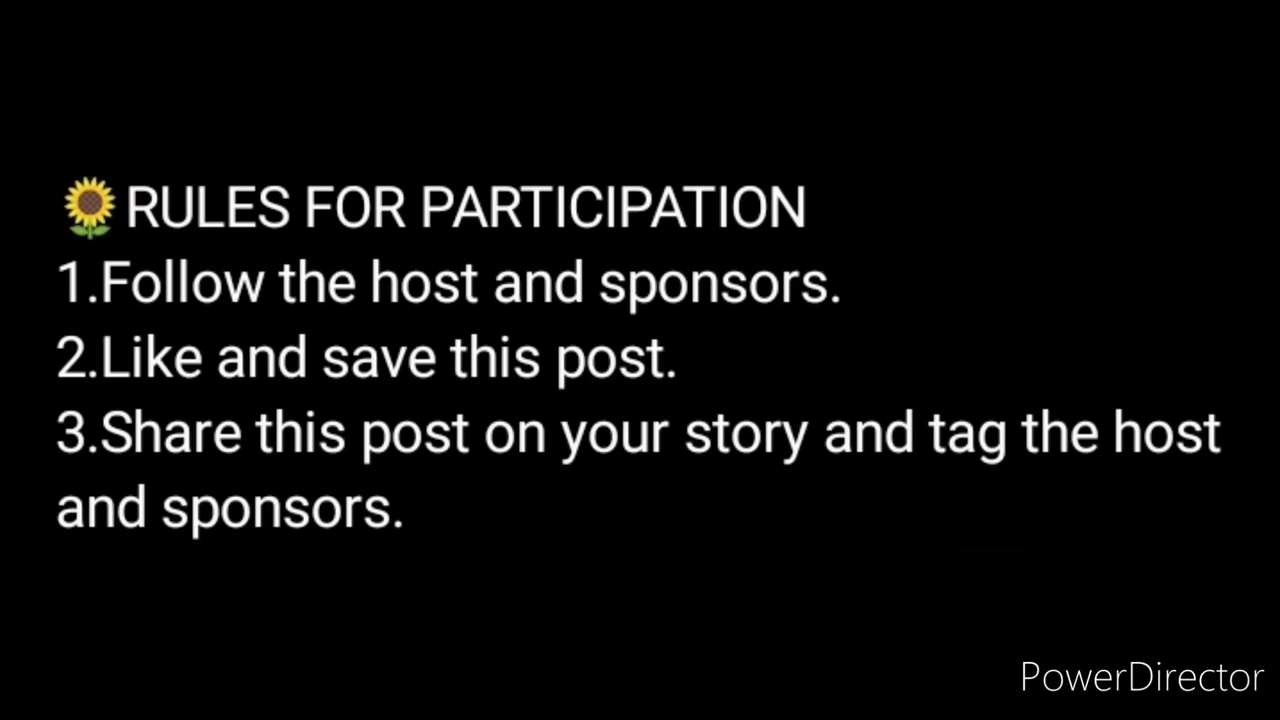 🌻RULES FOR PARTICIPATION
1.Follow the host and sponsors.
2.Like and save this post.
3.Share this post on your story and tag the host
and sponsors.
PowerDirector